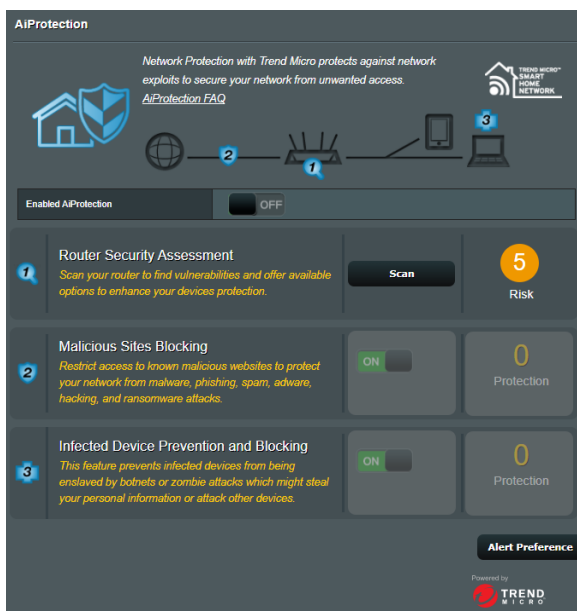 AiProtection
Network Protection with Trend Micro protects against network
exploits to secure your network from unwanted access.
AiProtection FAQ
TREND MICRO™
SMART
HOME
NETWORK
3
2
1
Enabled AiProtection
OFF
1
Router Security Assessment
Scan your router to find vulnerabilities and offer available
options to enhance your devices protection.
Scan
5
Risk
2
Malicious Sites Blocking
Restrict access to known malicious websites to protect
your network from malware, phishing, spam, adware,
hacking, and ransomware attacks.
ON
0
Protection
3
Infected Device Prevention and Blocking
This feature prevents infected devices from being
enslaved by botnets or zombie attacks which might steal
your personal information or attack other devices.
ON
0
Protection
Alert Preference
Powered by
TREND
MICRO